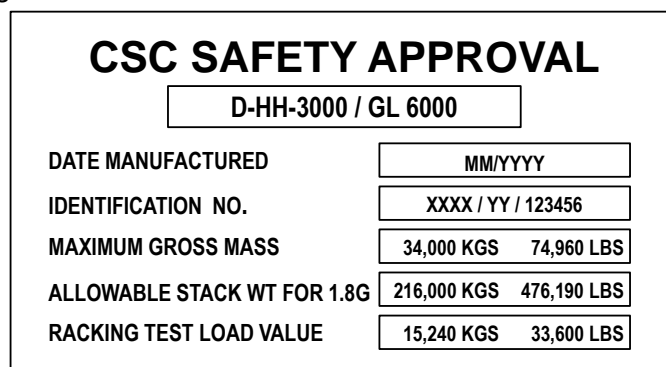 CSC SAFETY APPROVAL
D-HH-3000 / GL 6000
DATE MANUFACTURED MM/YYYY
IDENTIFICATION NO. XXXX / YY / 123456
MAXIMUM GROSS MASS 34,000 KGS 74,960 LBS
ALLOWABLE STACK WT FOR 1.8G 216,000 KGS 476,190 LBS
RACKING TEST LOAD VALUE 15,240 KGS 33,600 LBS